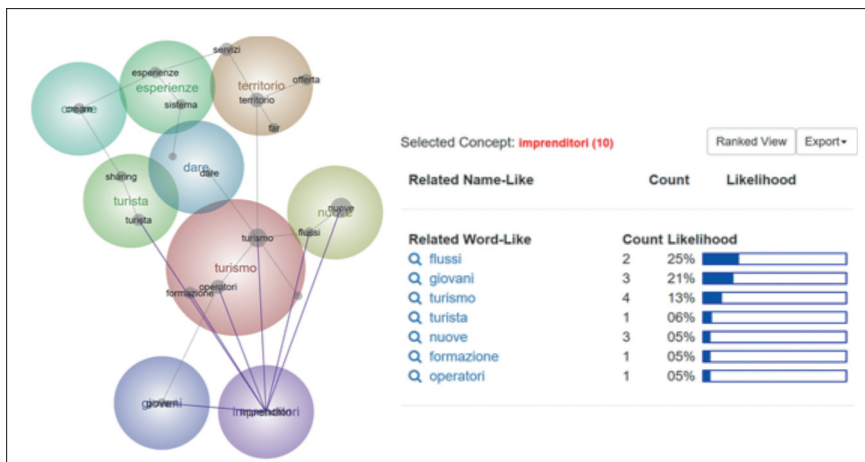 servizi
esperienze
offerta
esperienze
territorio
territorio
sistema
creare
far
dare
dare
sharing
turista
turista
nuove
nuove
turismo
flussi
turismo
operatori
formazione
giovani
imprenditori
imprenditori
Selected Concept: imprenditori (10)
Ranked View
Export
Related Name-Like Count Likelihood
Related Word-Like Count Likelihood
flussi 2 25%
giovani 3 21%
turismo 4 13%
turista 1 06%
nuove 3 05%
formazione 1 05%
operatori 1 05%